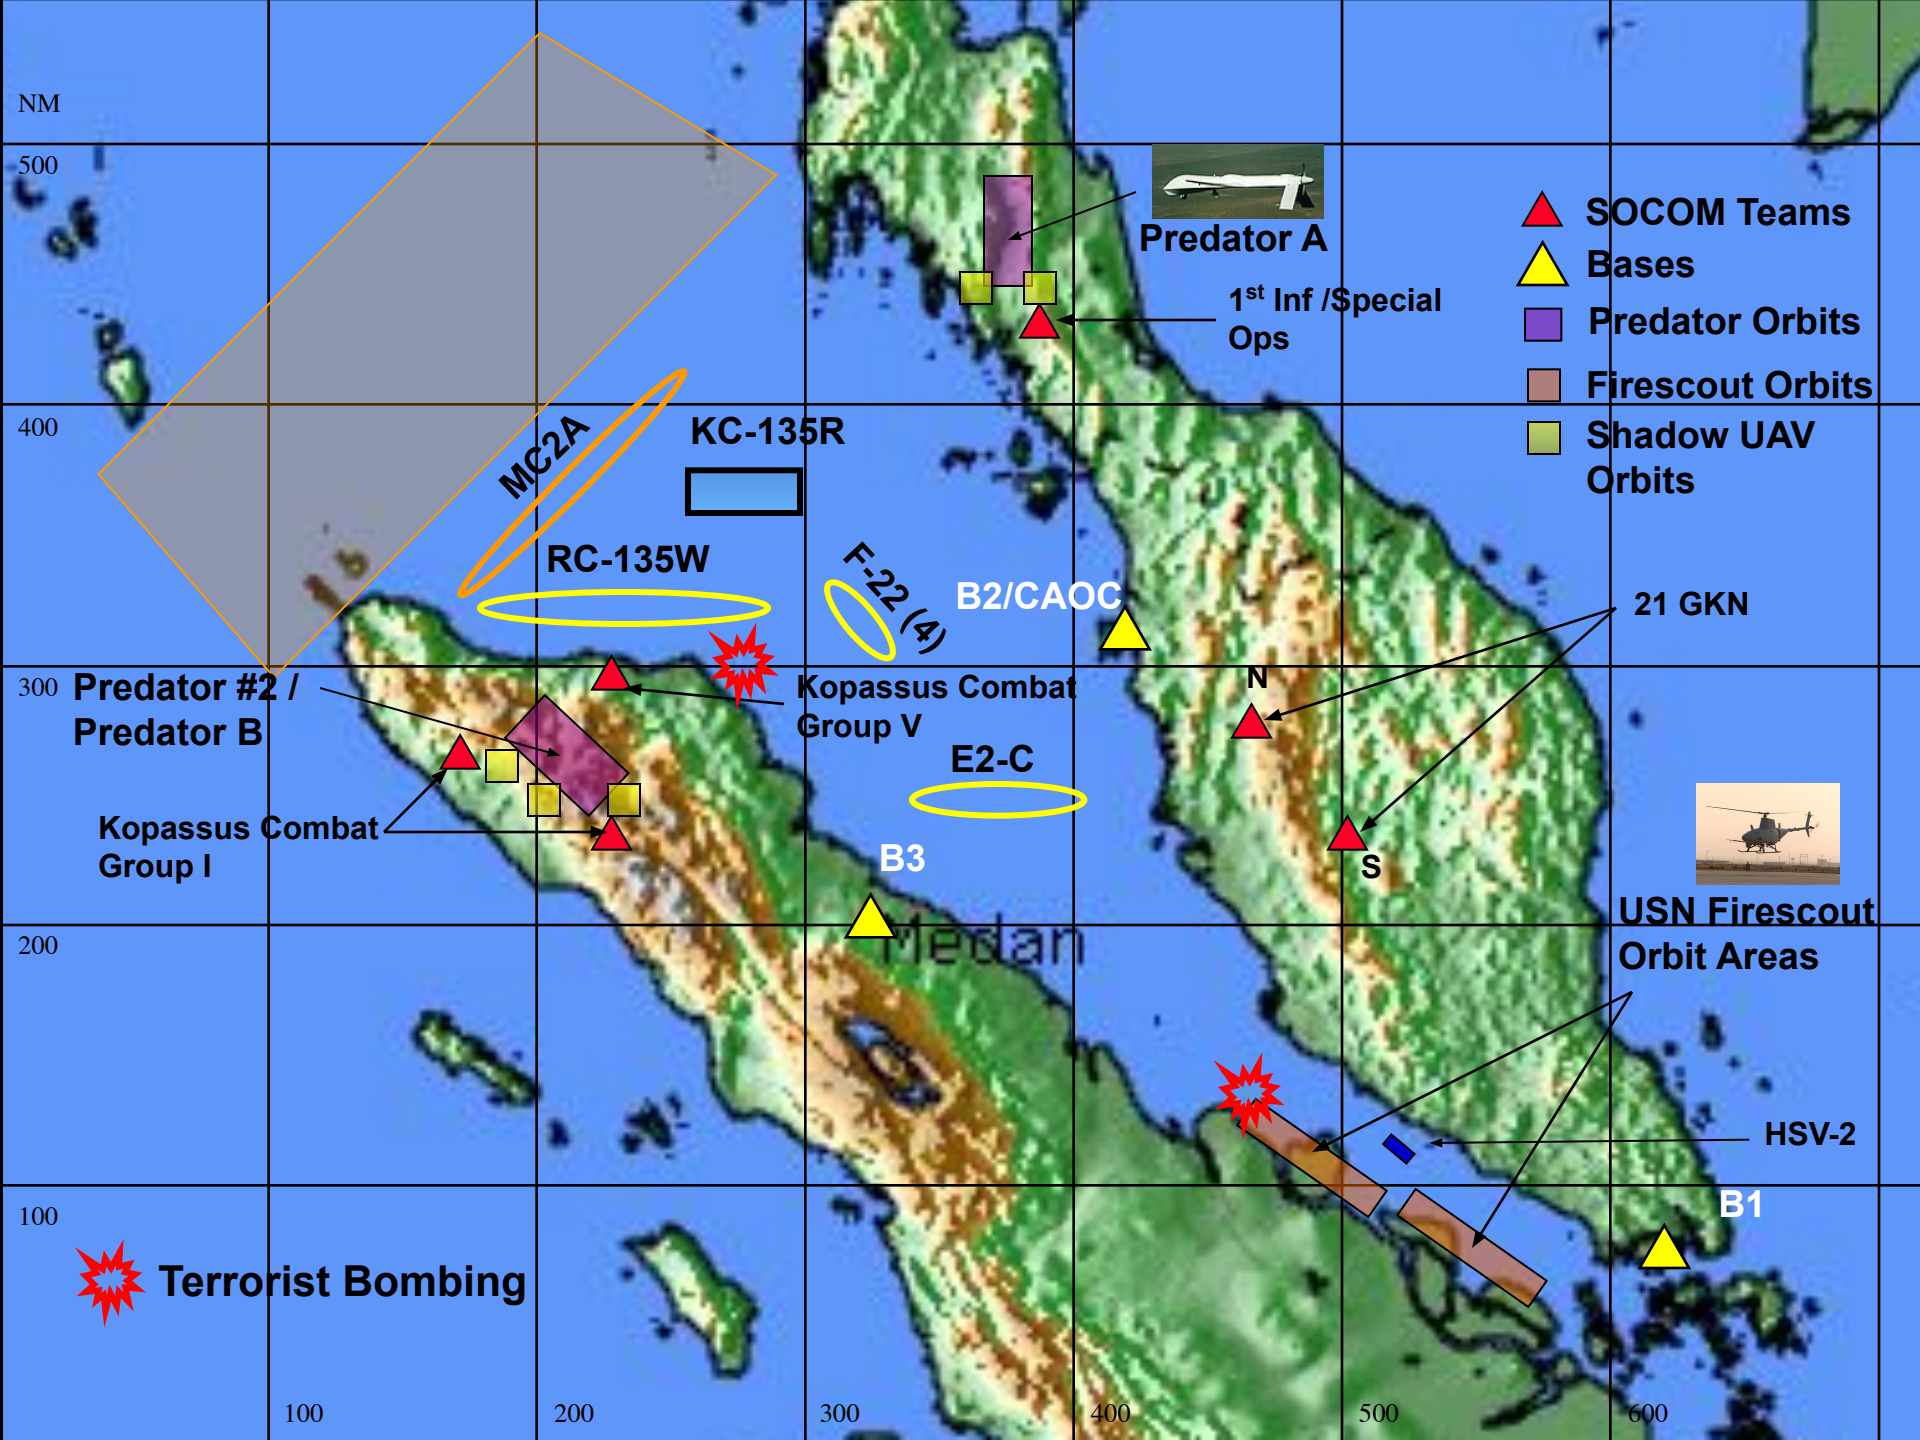 NM
500
400
300
200
100
100
200
300
400
500
600
Predator A
1st Inf /Special
Ops
SOCOM Teams
Bases
Predator Orbits
Firescout Orbits
Shadow UAV
Orbits
MC2A
KC-135R
RC-135W
F-22 (4)
B2/CAOC
21 GKN
N
S
Predator #2 /
Predator B
Kopassus Combat
Group V
E2-C
Kopassus Combat
Group I
B3
Medan
USN Firescout
Orbit Areas
HSV-2
B1
Terrorist Bombing